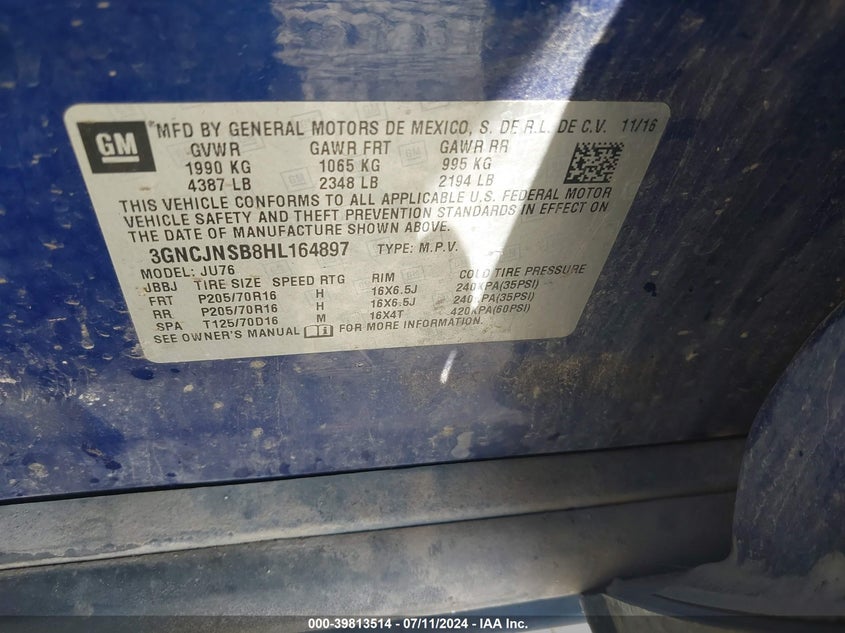 GM
*MFD BY GENERAL MOTORS DE MEXICO, S. DE R.L. DE C.V. 11/16
GVWR GAWR FRT GAWR RR
1990 KG 1065 KG 995 KG
4387 LB 2348 LB 2194 LB
THIS VEHICLE CONFORMS TO ALL APPLICABLE U.S. FEDERAL MOTOR
VEHICLE SAFETY AND THEFT PREVENTION STANDARDS IN EFFECT ON
THE DATE OF MANUFACTURE SHOWN ABOVE.
3GNCJNSB8HL164897 TYPE: M.P.V.
MODEL: JU76
JBBJ TIRE SIZE SPEED RTG RIM COLD TIRE PRESSURE
FRT P205/70R16 H 16X6.5J 240KPA(35PSI)
RR P205/70R16 H 16X6.5J 240KPA(35PSI)
SPA T125/70D16 M 16X4T 420KPA(60PSI)
SEE OWNER'S MANUAL FOR MORE INFORMATION.
000-39813514 - 07/11/2024 - IAA Inc.